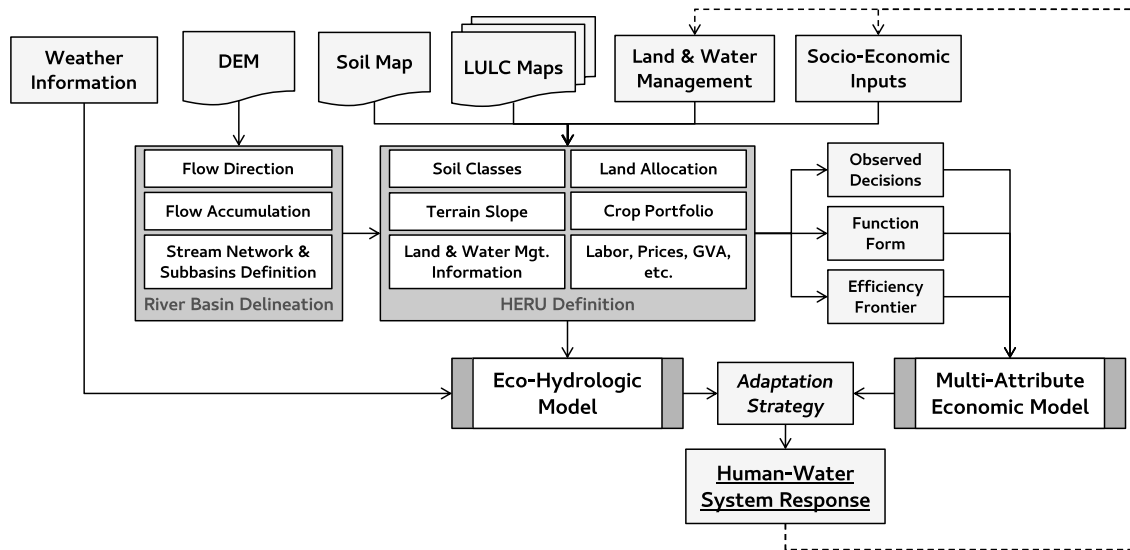 Weather
Information
DEM
Soil Map
LULC Maps
Land & Water
Management
Socio-Economic
Inputs
Flow Direction
Flow Accumulation
Stream Network &
Subbasins Definition
River Basin Delineation
Soil Classes
Land Allocation
Terrain Slope
Crop Portfolio
Land & Water Mgt.
Information
Labor, Prices, GVA,
etc.
HERU Definition
Observed
Decisions
Function
Form
Efficiency
Frontier
Eco-Hydrologic
Model
Adaptation
Strategy
Multi-Attribute
Economic Model
Human-Water
System Response